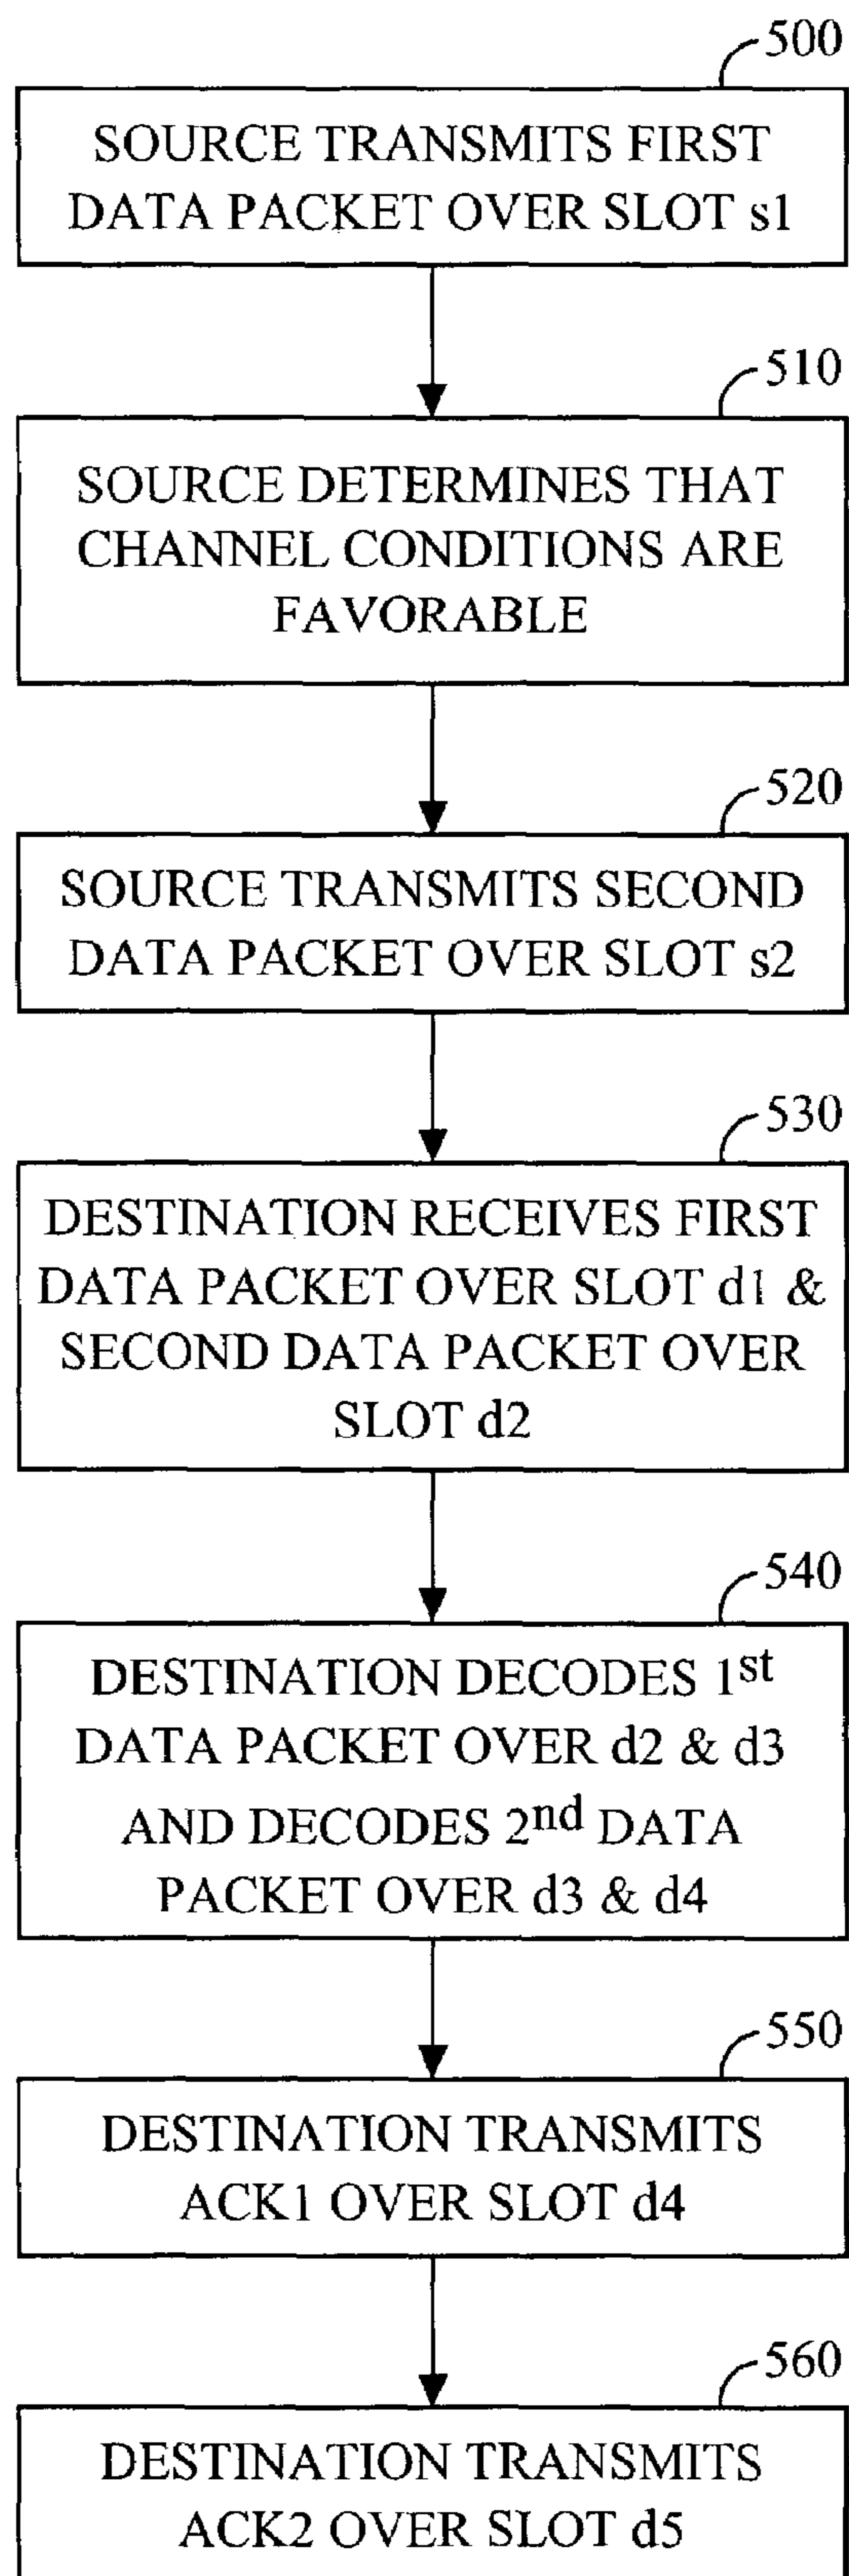 500
SOURCE TRANSMITS FIRST
DATA PACKET OVER SLOT s1
510
SOURCE DETERMINES THAT
CHANNEL CONDITIONS ARE
FAVORABLE
520
SOURCE TRANSMITS SECOND
DATA PACKET OVER SLOT s2
530
DESTINATION RECEIVES FIRST
DATA PACKET OVER SLOT d1 &
SECOND DATA PACKET OVER
SLOT d2
540
DESTINATION DECODES 1st
DATA PACKET OVER d2 & d3
AND DECODES 2nd DATA
PACKET OVER d3 & d4
550
DESTINATION TRANSMITS
ACK1 OVER SLOT d4
560
DESTINATION TRANSMITS
ACK2 OVER SLOT d5